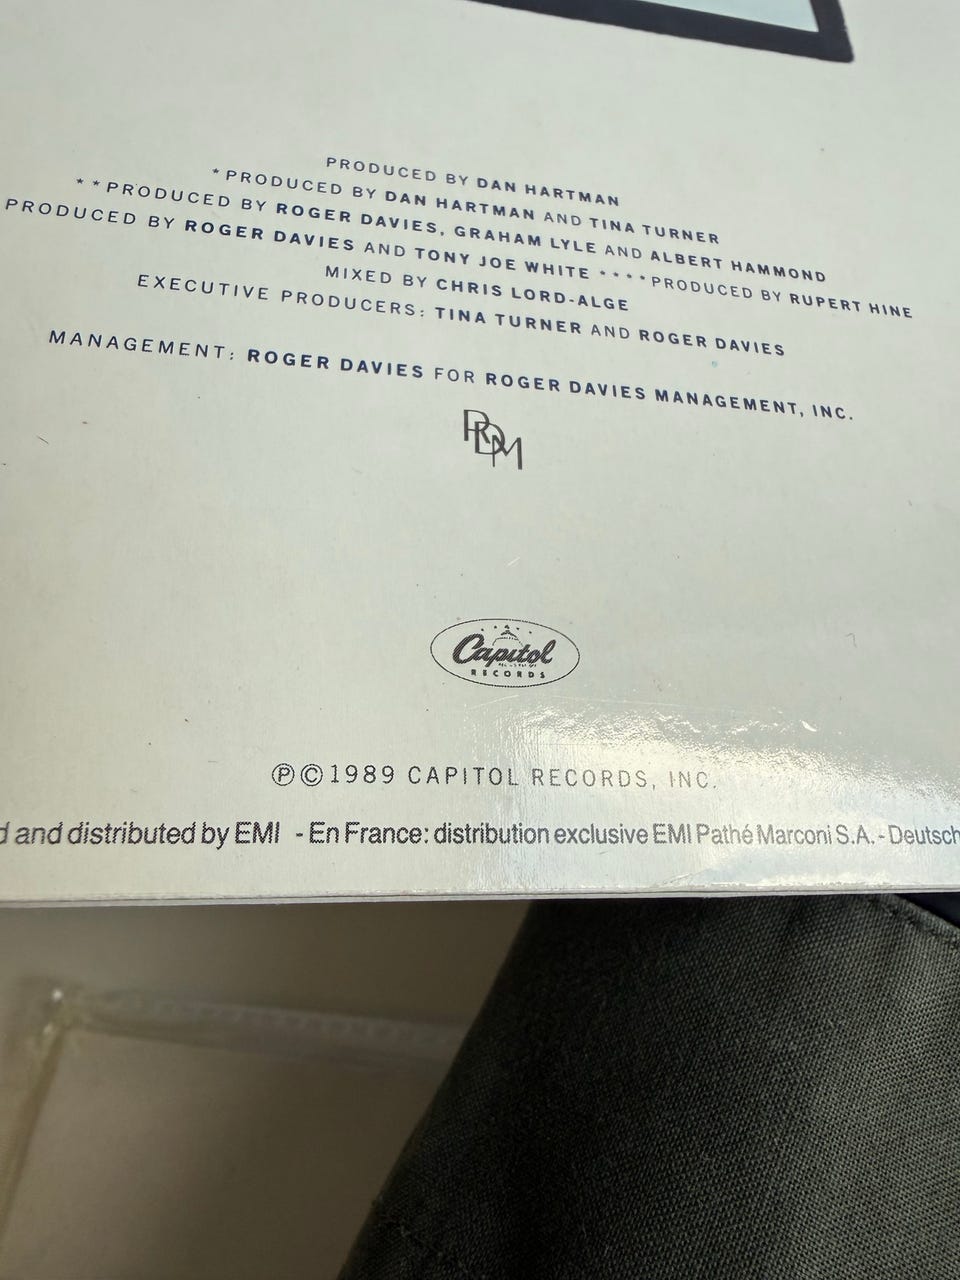 PRODUCED BY DAN HARTMAN
*PRODUCED BY DAN HARTMAN AND TINA TURNER
**PRODUCED BY ROGER DAVIES, GRAHAM LYLE AND ALBERT HAMMOND
PRODUCED BY ROGER DAVIES AND TONY JOE WHITE ****PRODUCED BY RUPERT HINE
MIXED BY CHRIS LORD-ALGE
EXECUTIVE PRODUCERS: TINA TURNER AND ROGER DAVIES
MANAGEMENT: ROGER DAVIES FOR ROGER DAVIES MANAGEMENT, INC.
RDM
Capitol
RECORDS
℗©1989 CAPITOL RECORDS, INC.
d and distributed by EMI - En France: distribution exclusive EMI Pathé Marconi S.A. - Deutsch